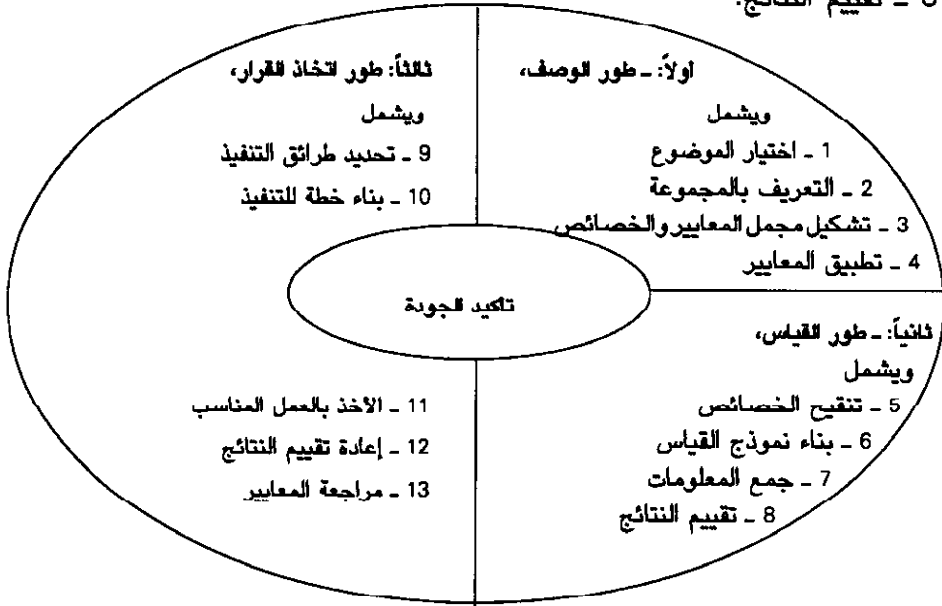 تقييم النتائج.
أولاً: ـ طور الوصف،
ويشمل
1 ـ اختيار الموضوع
2 ـ التعريف بالمجموعة
3 ـ تشكيل مجمل المعايير والخصائص
4 ـ تطبيق المعايير
ثانياً: ـ طور القياس،
ويشمل
5 ـ تنقيح الخصائص
6 ـ بناء نموذج القياس
7 ـ جمع المعلومات
8 ـ تقييم النتائج
ثالثاً: طور اتخاذ القرار،
ويشمل
9 ـ تحديد طرائق التنفيذ
10 ـ بناء خطة للتنفيذ
11 ـ الأخذ بالعمل المناسب
12 ـ إعادة تقييم النتائج
13 ـ مراجعة المعايير
تاكيد الجودة